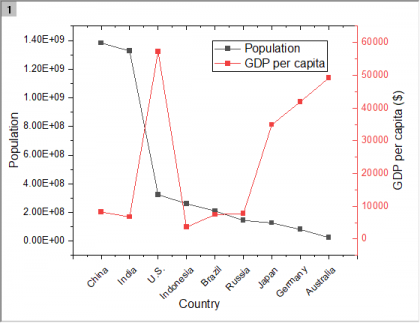 1
Population
GDP per capita
1.40E+09
1.20E+09
1.00E+09
8.00E+08
6.00E+08
4.00E+08
2.00E+08
0.00E+00
Population
60000
50000
40000
30000
20000
10000
0
GDP per capita ($)
China
India
U.S.
Indonesia
Brazil
Russia
Japan
Germany
Australia
Country